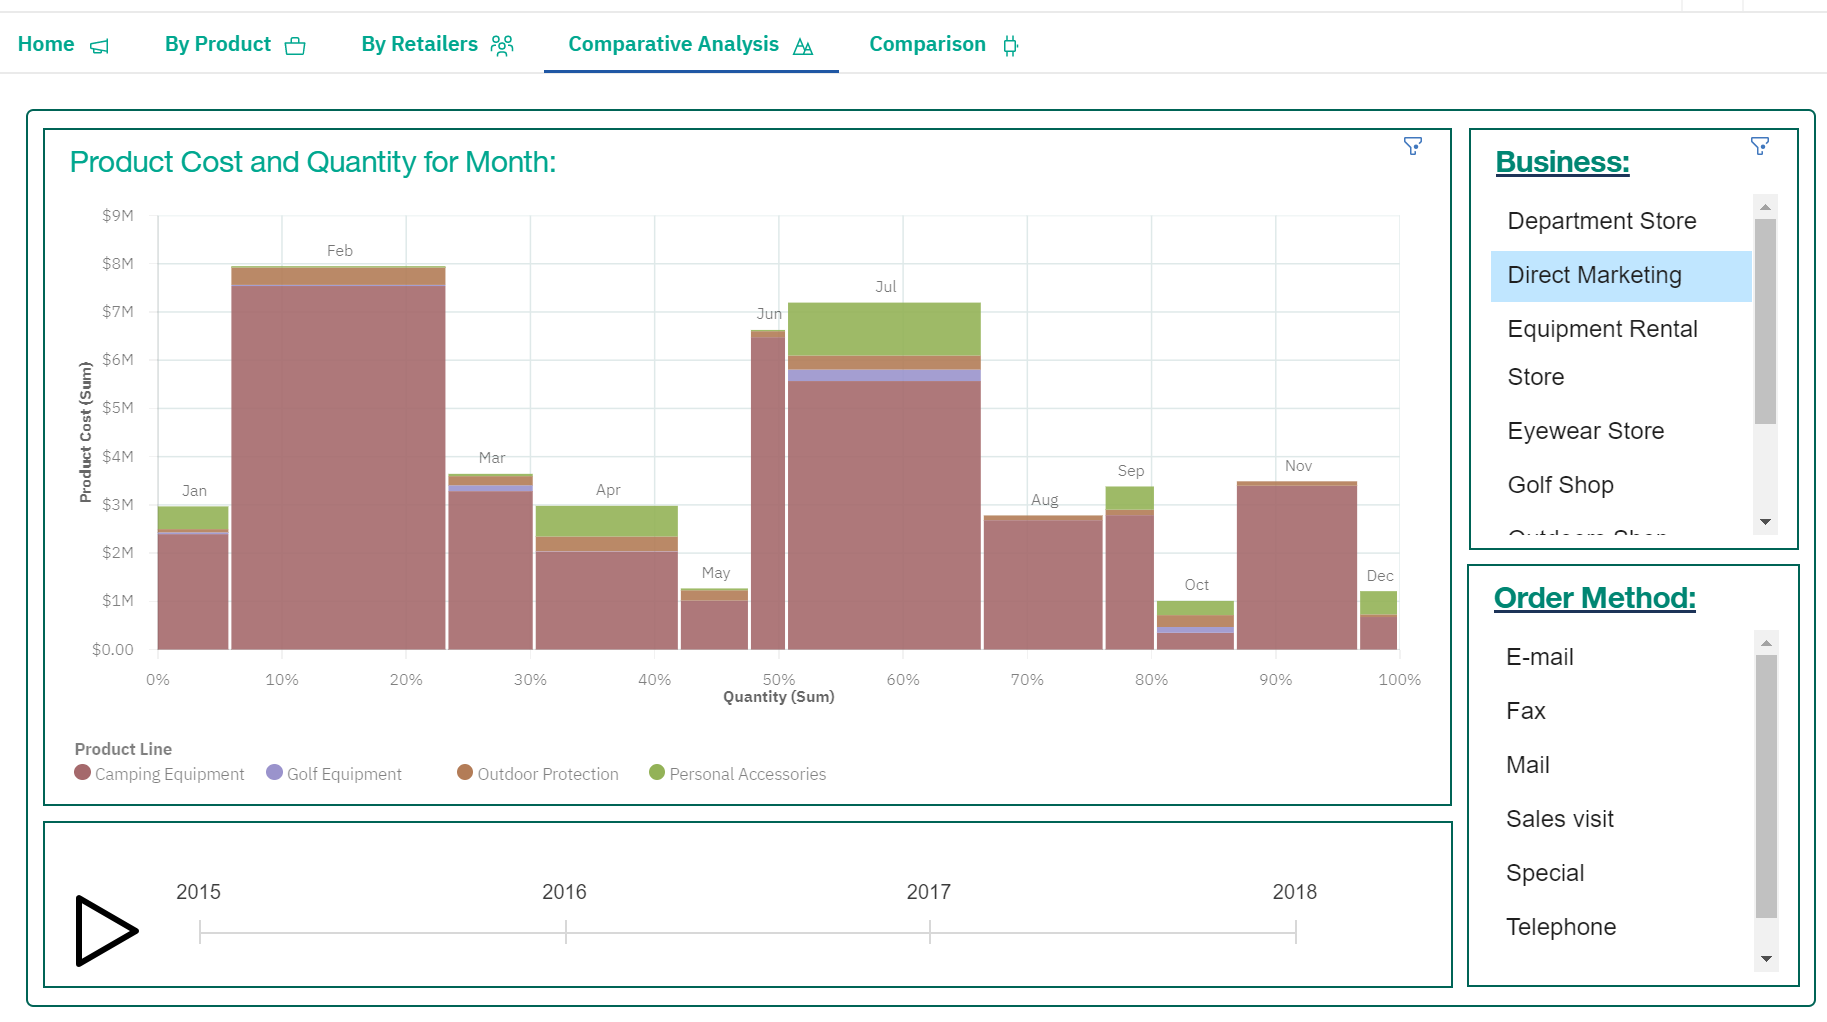 Home
By Product
By Retailers
Comparative Analysis
Comparison
Product Cost and Quantity for Month:
$9M
$8M
$7M
$6M
$5M
$4M
$3M
$2M
$1M
$0.00
Product Cost (Sum)
Jan
Feb
Mar
Apr
May
Jun
Jul
Aug
Sep
Oct
Nov
Dec
0%
10%
20%
30%
40%
50%
60%
70%
80%
90%
100%
Quantity (Sum)
Product Line
Camping Equipment
Golf Equipment
Outdoor Protection
Personal Accessories
2015
2016
2017
2018
Business:
Department Store
Direct Marketing
Equipment Rental
Store
Eyewear Store
Golf Shop
Outdoors Shop
Order Method:
E-mail
Fax
Mail
Sales visit
Special
Telephone